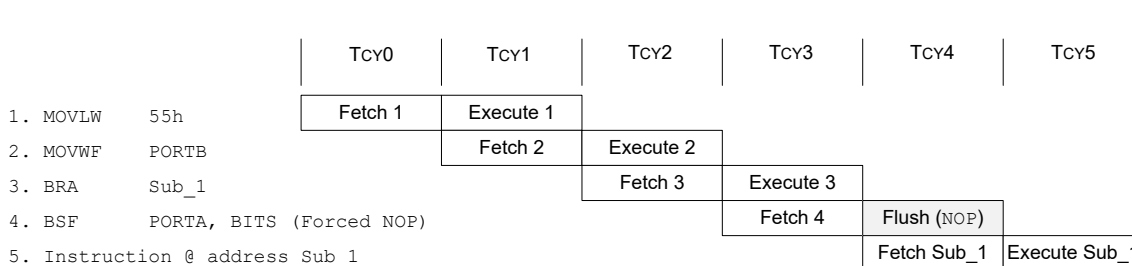 TCY0 TCY1 TCY2 TCY3 TCY4 TCY5
1. MOVLW 55h Fetch 1 Execute 1
2. MOVWF PORTB Fetch 2 Execute 2
3. BRA Sub_1 Fetch 3 Execute 3
4. BSF PORTA, BITS (Forced NOP) Fetch 4 Flush (NOP)
5. Instruction @ address Sub 1 Fetch Sub_1 Execute Sub_1